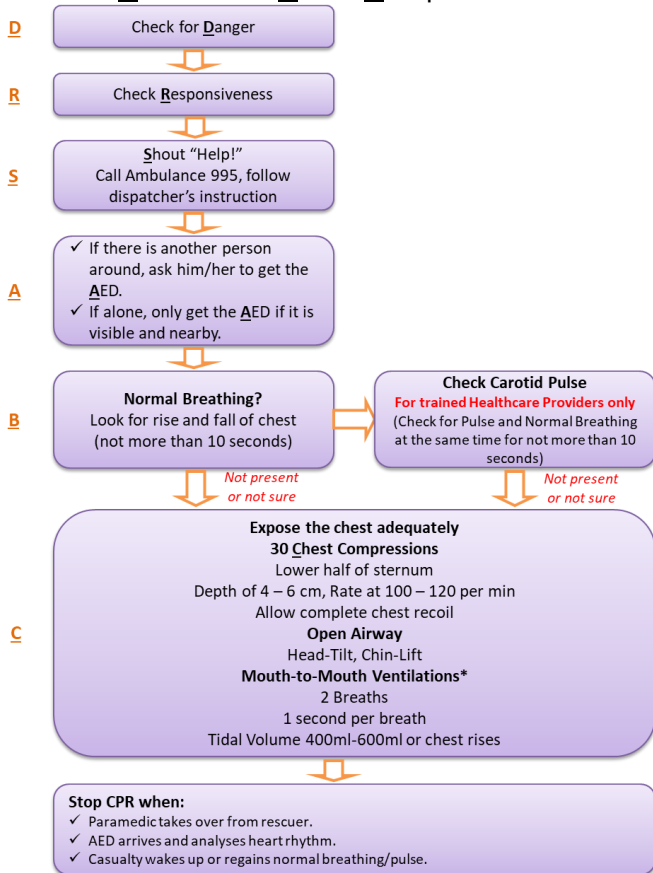 D
Check for Danger
R
Check Responsiveness
S
Shout “Help!”
Call Ambulance 995, follow
dispatcher’s instruction
A
✓ If there is another person
around, ask him/her to get the
AED.
✓ If alone, only get the AED if it is
visible and nearby.
B
Normal Breathing?
Look for rise and fall of chest
(not more than 10 seconds)
Check Carotid Pulse
For trained Healthcare Providers only
(Check for Pulse and Normal Breathing
at the same time for not more than 10
seconds)
Not present
or not sure
Not present
or not sure
C
Expose the chest adequately
30 Chest Compressions
Lower half of sternum
Depth of 4 – 6 cm, Rate at 100 – 120 per min
Allow complete chest recoil
Open Airway
Head-Tilt, Chin-Lift
Mouth-to-Mouth Ventilations*
2 Breaths
1 second per breath
Tidal Volume 400ml-600ml or chest rises
Stop CPR when:
✓ Paramedic takes over from rescuer.
✓ AED arrives and analyses heart rhythm.
✓ Casualty wakes up or regains normal breathing/pulse.